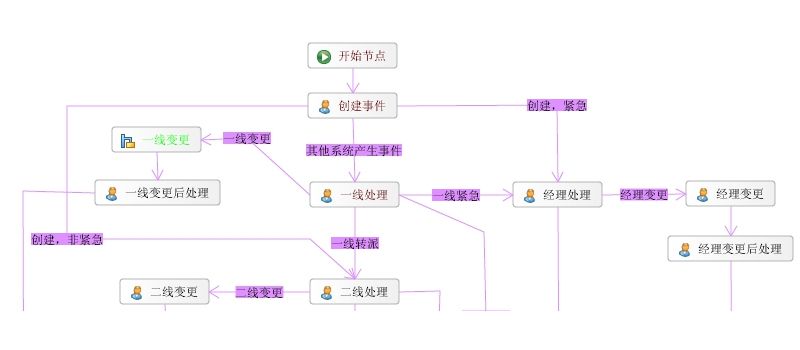 开始节点
创建事件
创建，紧急
一线变更
一线变更
其他系统产生事件
一线变更后处理
一线处理
一线紧急
经理处理
经理变更
经理变更
创建，非紧急
一线转派
经理变更后处理
二线变更
二线变更
二线处理